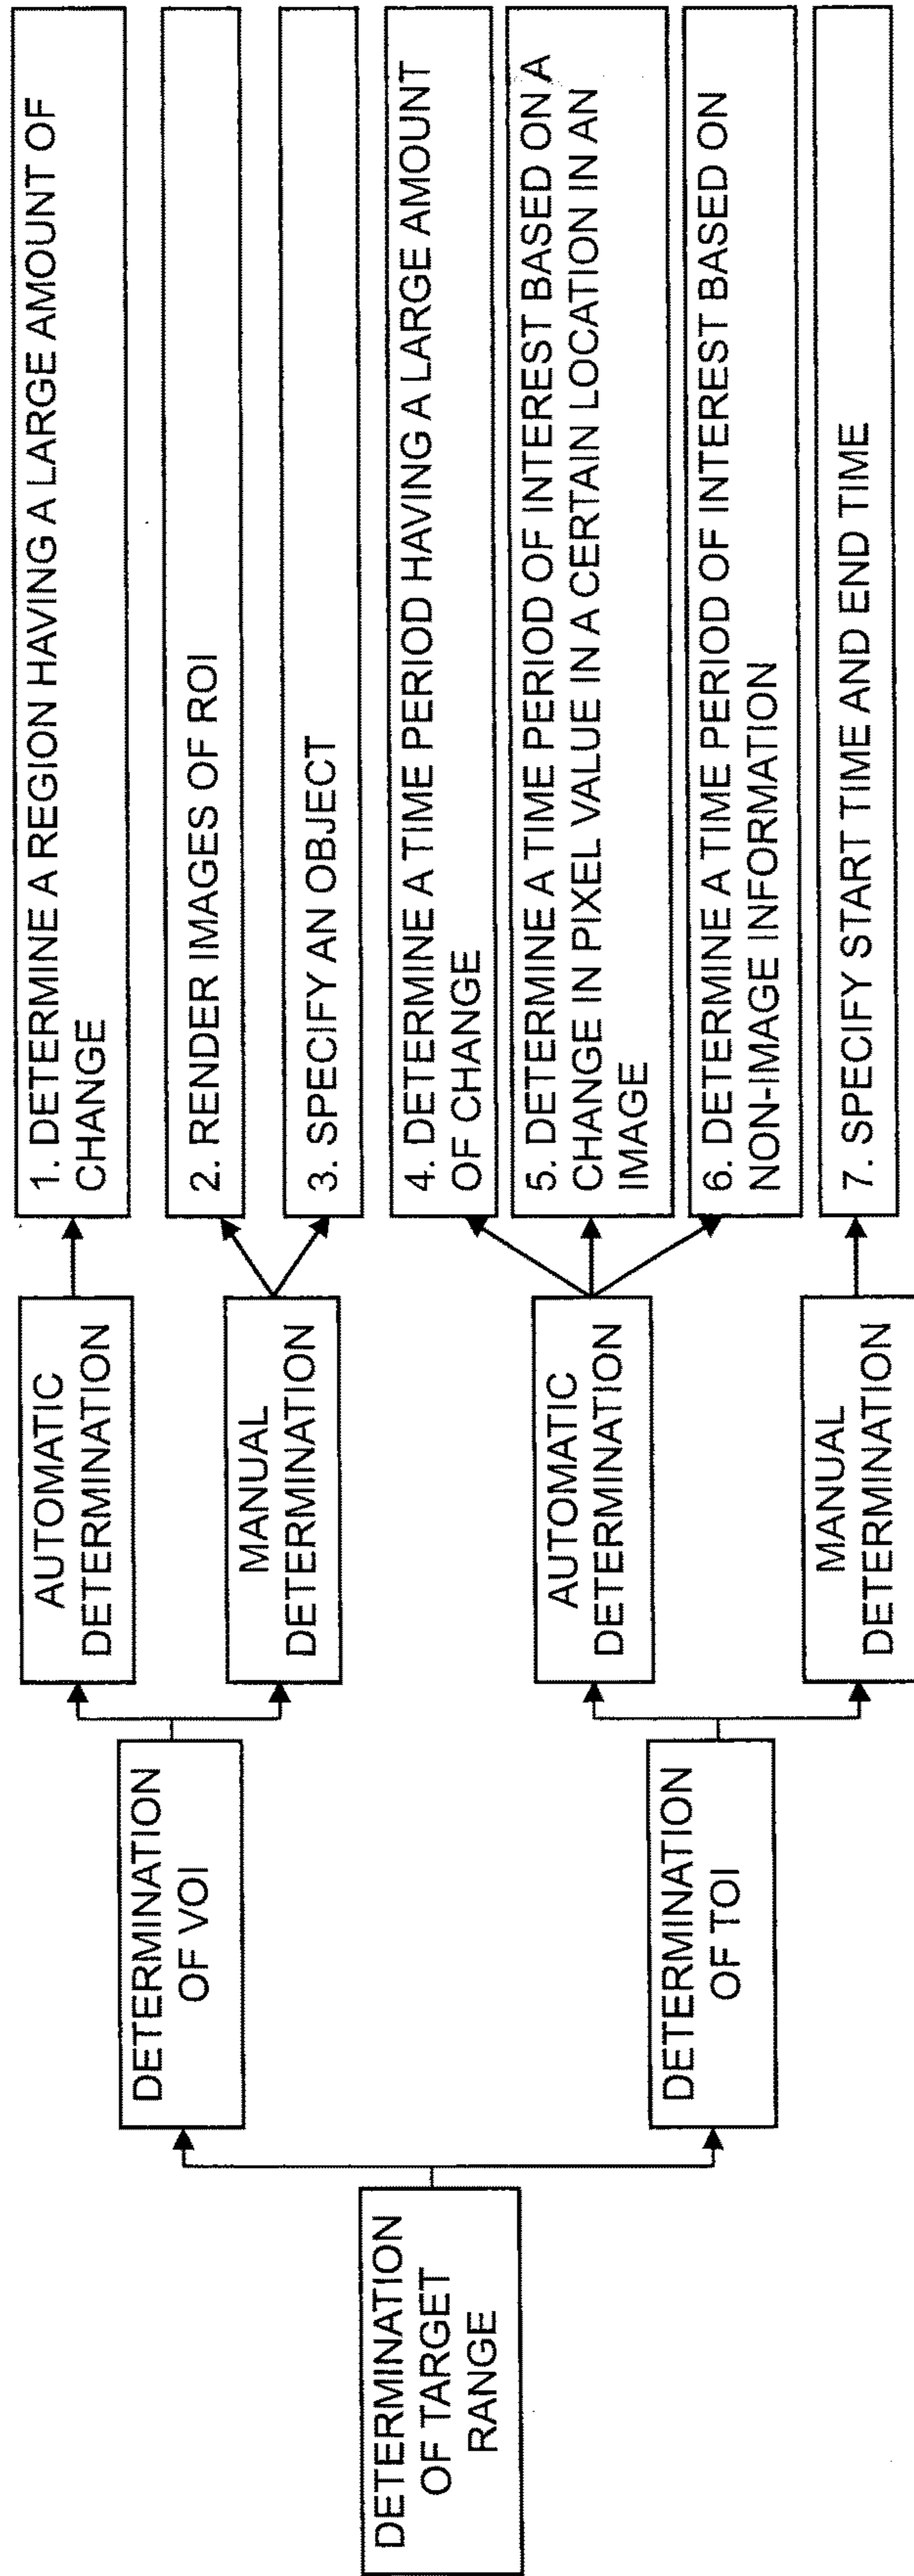 DETERMINATION
OF TARGET
RANGE
DETERMINATION
OF VOI
DETERMINATION
OF TOI
AUTOMATIC
DETERMINATION
MANUAL
DETERMINATION
AUTOMATIC
DETERMINATION
MANUAL
DETERMINATION
1. DETERMINE A REGION HAVING A LARGE AMOUNT OF
CHANGE
2. RENDER IMAGES OF ROI
3. SPECIFY AN OBJECT
4. DETERMINE A TIME PERIOD HAVING A LARGE AMOUNT
OF CHANGE
5. DETERMINE A TIME PERIOD OF INTEREST BASED ON A
CHANGE IN PIXEL VALUE IN A CERTAIN LOCATION IN AN
IMAGE
6. DETERMINE A TIME PERIOD OF INTEREST BASED ON
NON-IMAGE INFORMATION
7. SPECIFY START TIME AND END TIME